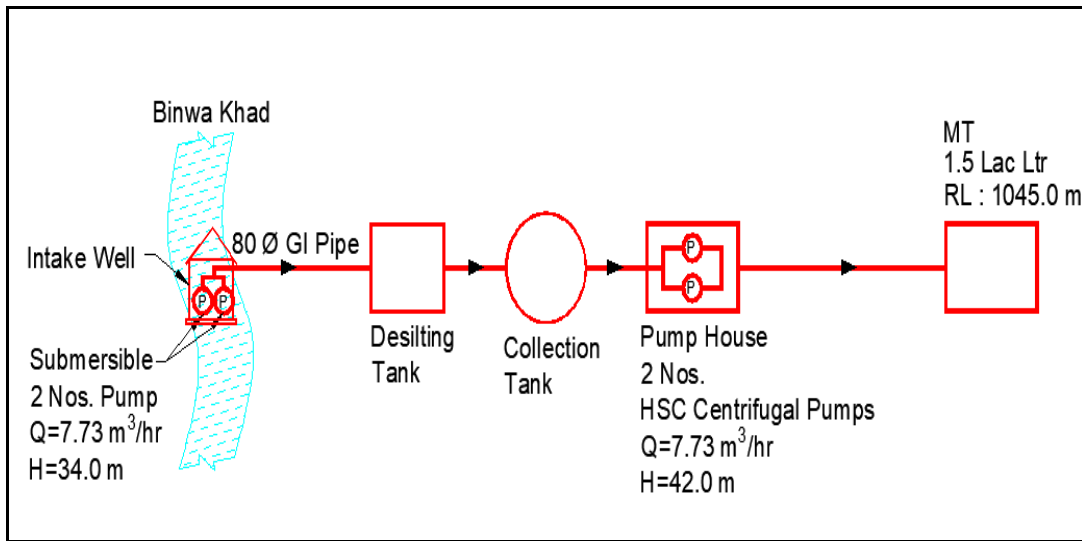 Binwa Khad
Intake Well
80 Ø GI Pipe
P
P
Submersible
2 Nos. Pump
Q=7.73 m³/hr
H=34.0 m
Desilting
Tank
Collection
Tank
P
P
Pump House
2 Nos.
HSC Centrifugal Pumps
Q=7.73 m³/hr
H=42.0 m
MT
1.5 Lac Ltr
RL : 1045.0 m